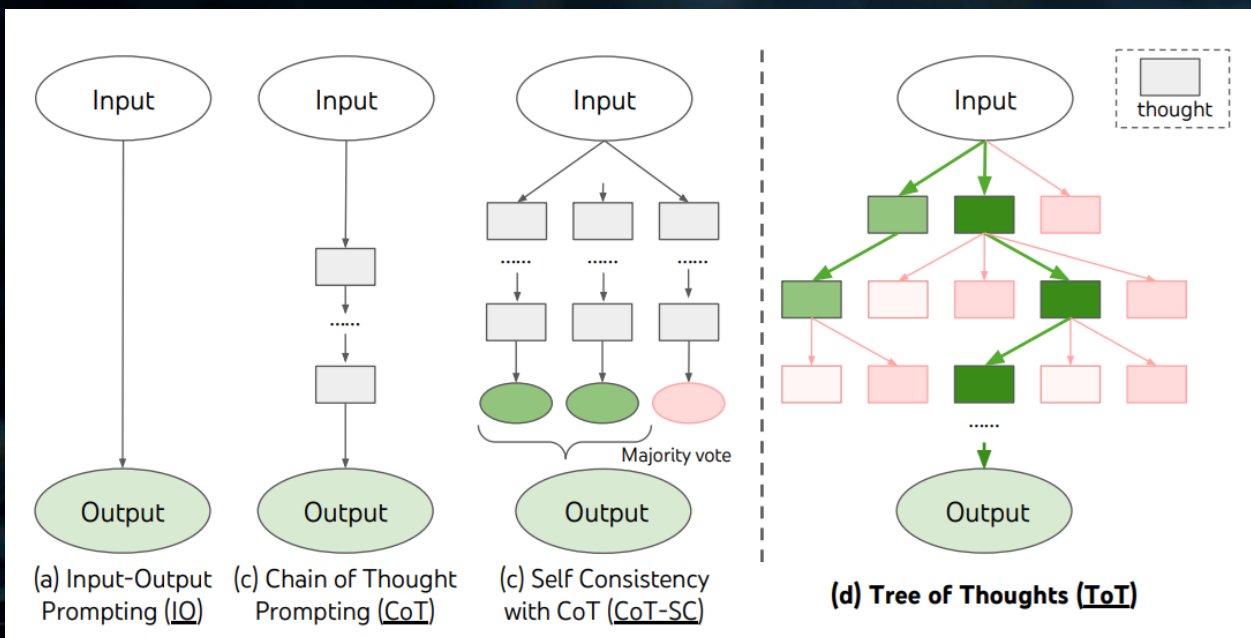 Input
Input
Input
Input
thought
......
......
......
......
......
Majority vote
Output
Output
Output
Output
(a) Input-Output
Prompting (IO)
(c) Chain of Thought
Prompting (CoT)
(c) Self Consistency
with CoT (CoT-SC)
(d) Tree of Thoughts (ToT)